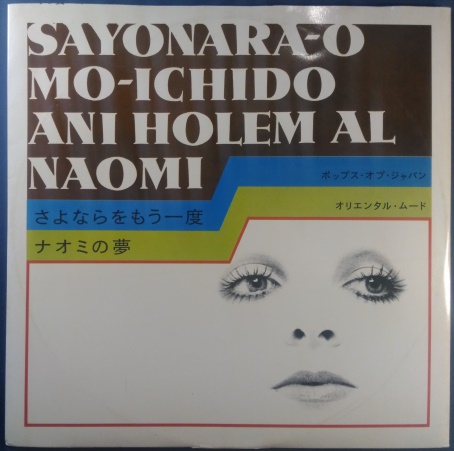 SAYONARA-O
MO-ICHIDO
ANI HOLEM AL
NAOMI
ポップス・オブ・ジャパン
さよならをもう一度
オリエンタル・ムード
ナオミの夢